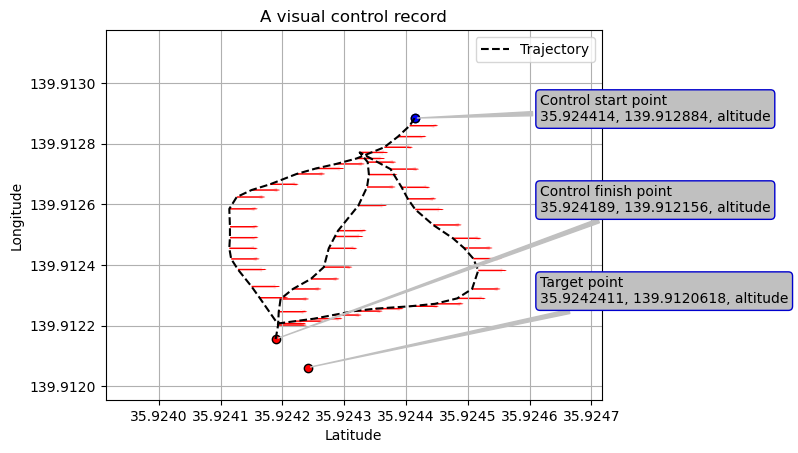 A visual control record
Trajectory
139.9130
139.9128
139.9126
139.9124
139.9122
139.9120
Longitude
Control start point
35.924414, 139.912884, altitude
Control finish point
35.924189, 139.912156, altitude
Target point
35.9242411, 139.9120618, altitude
35.9240 35.9241 35.9242 35.9243 35.9244 35.9245 35.9246 35.9247
Latitude